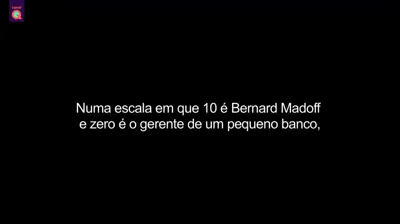 Numa escala em que 10 é Bernard Madoff
e zero é o gerente de um pequeno banco,